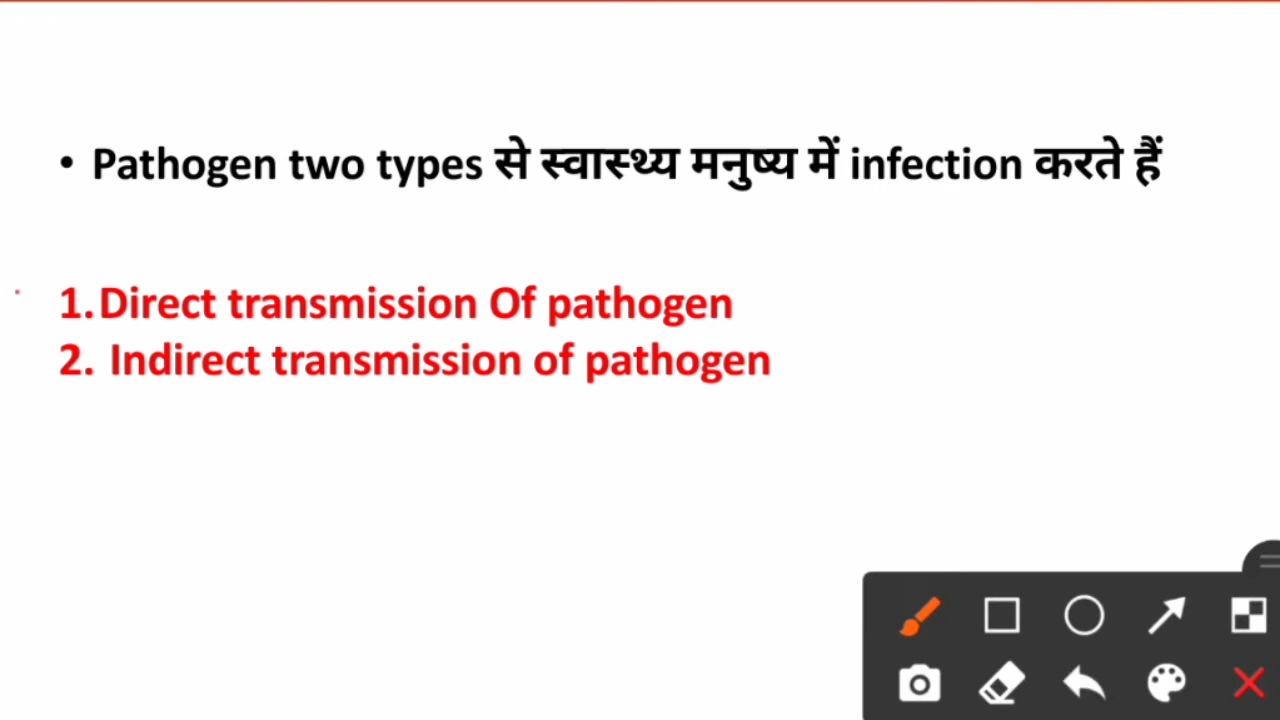 • Pathogen two types से स्वास्थ्य मनुष्य में infection करते हैं
1.Direct transmission Of pathogen
2. Indirect transmission of pathogen